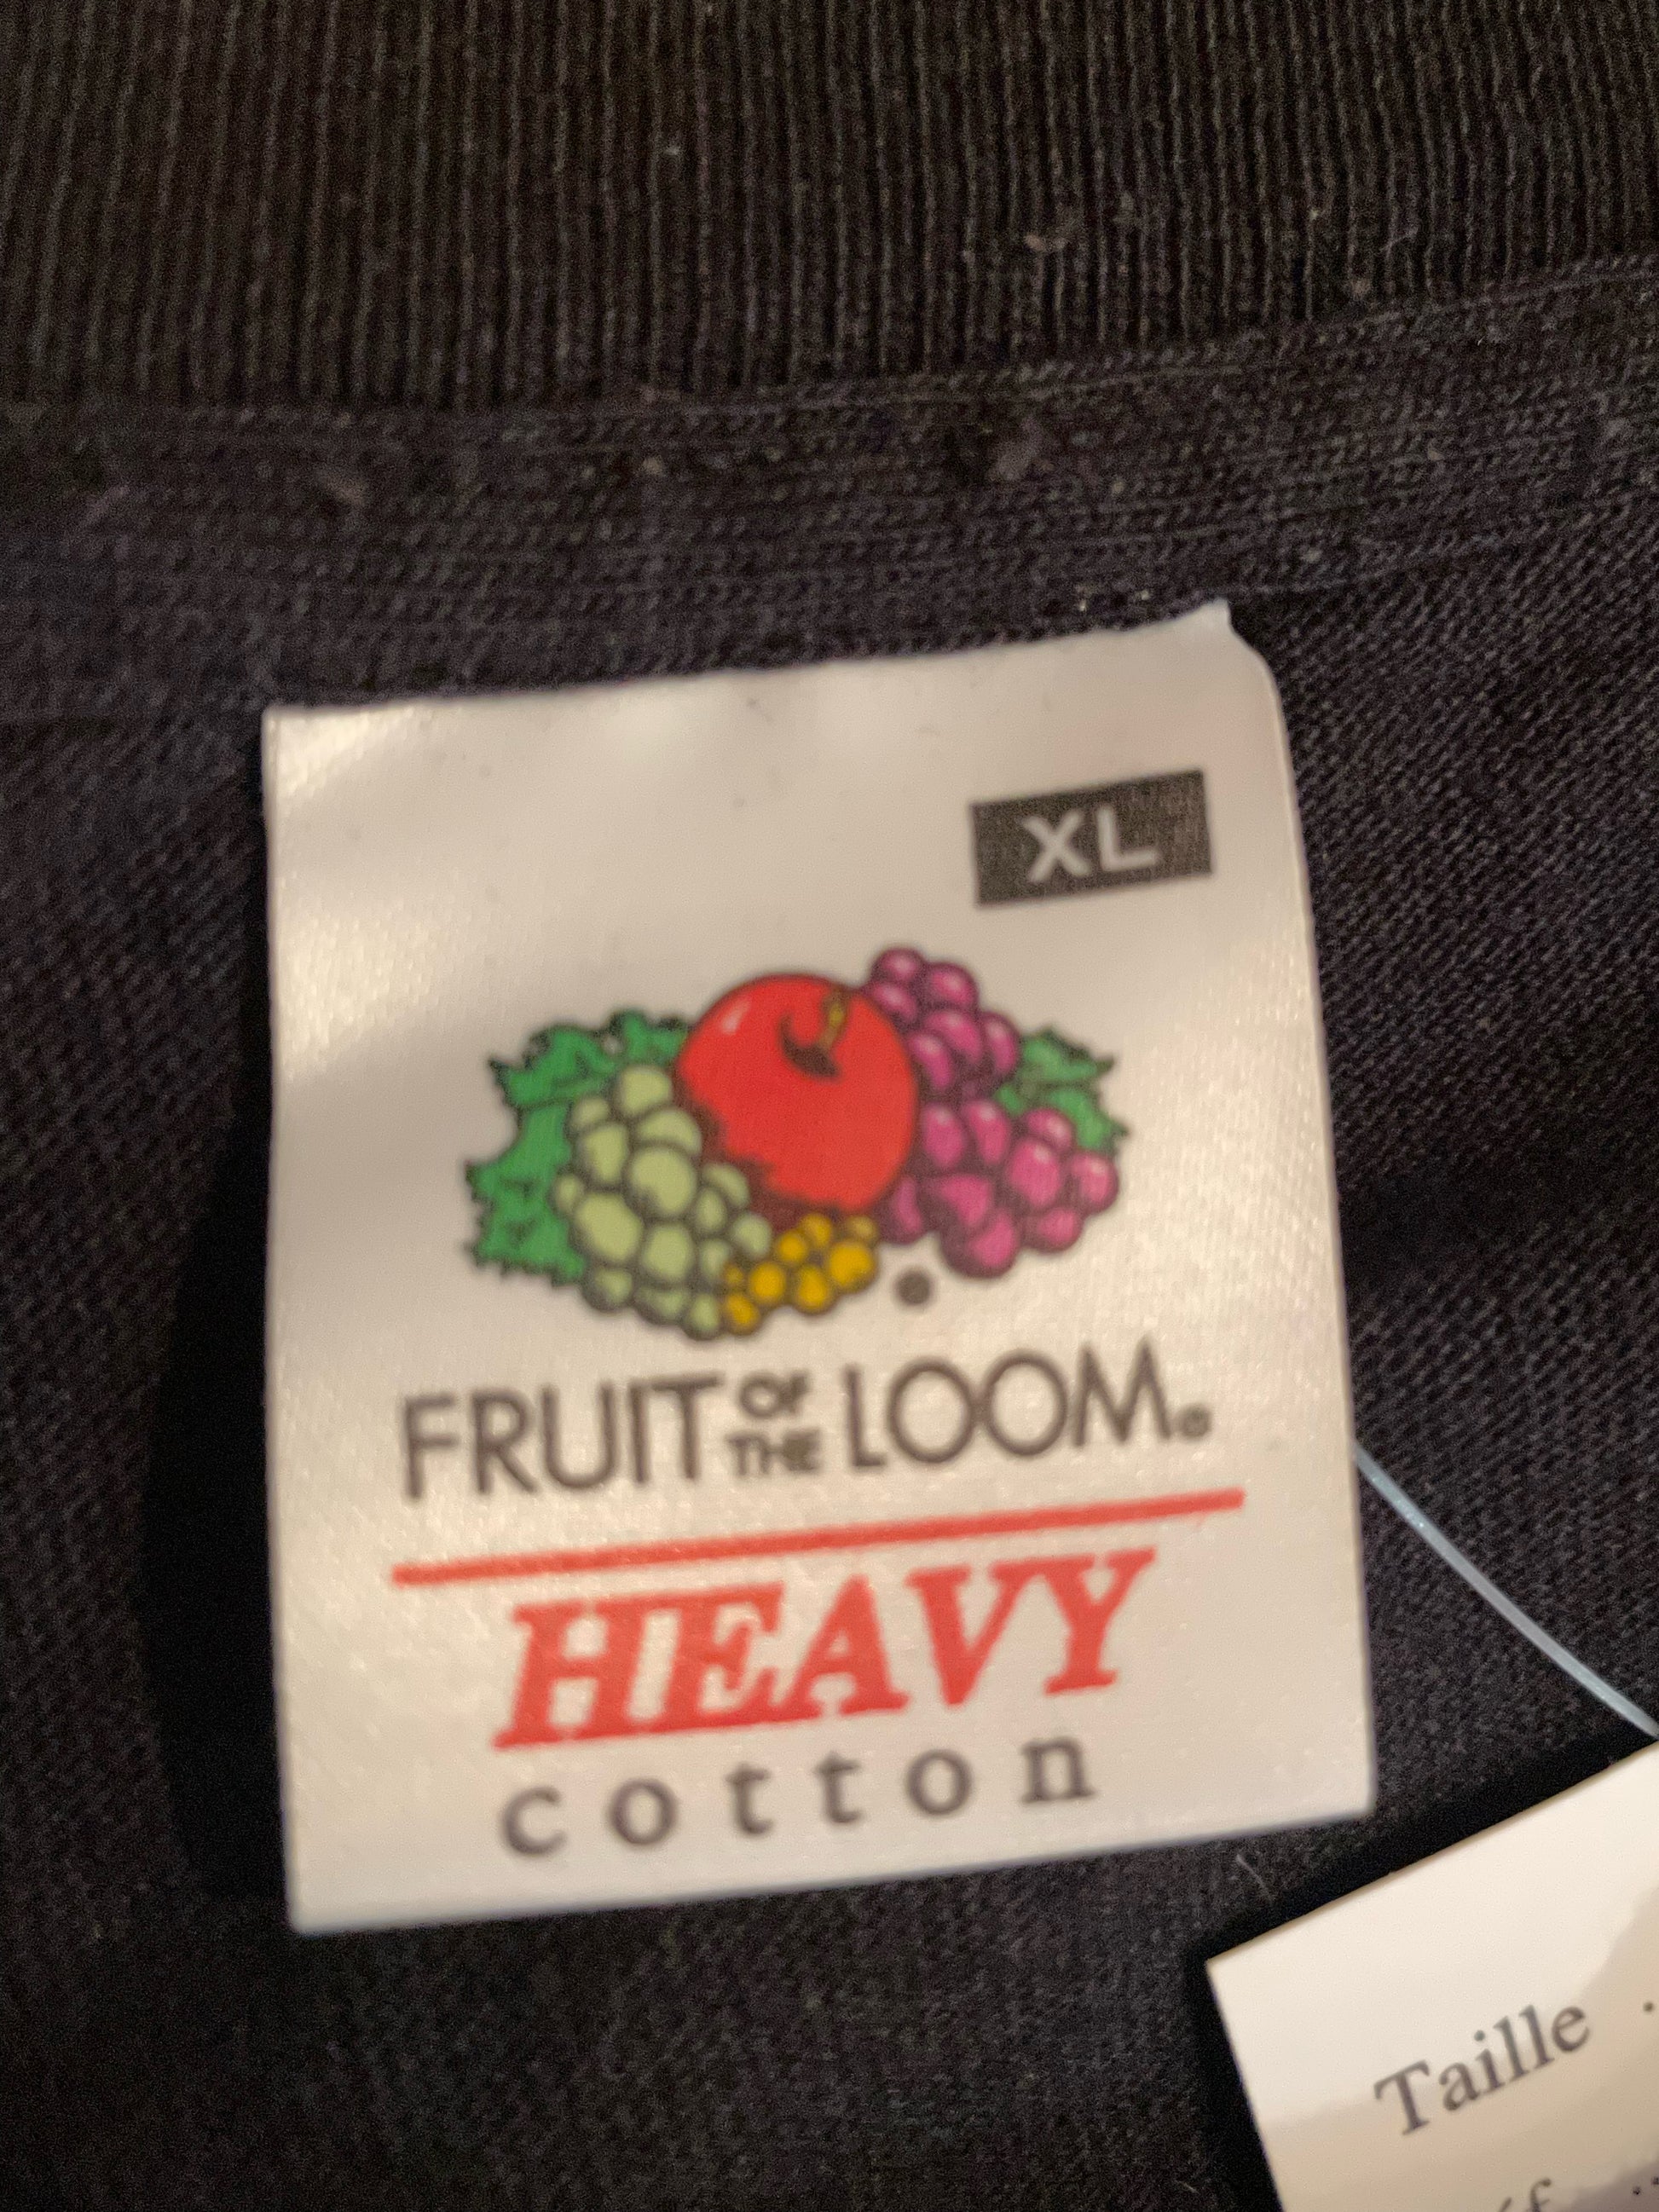 XL
FRUIT OF THE LOOM®
HEAVY
cotton
Taille